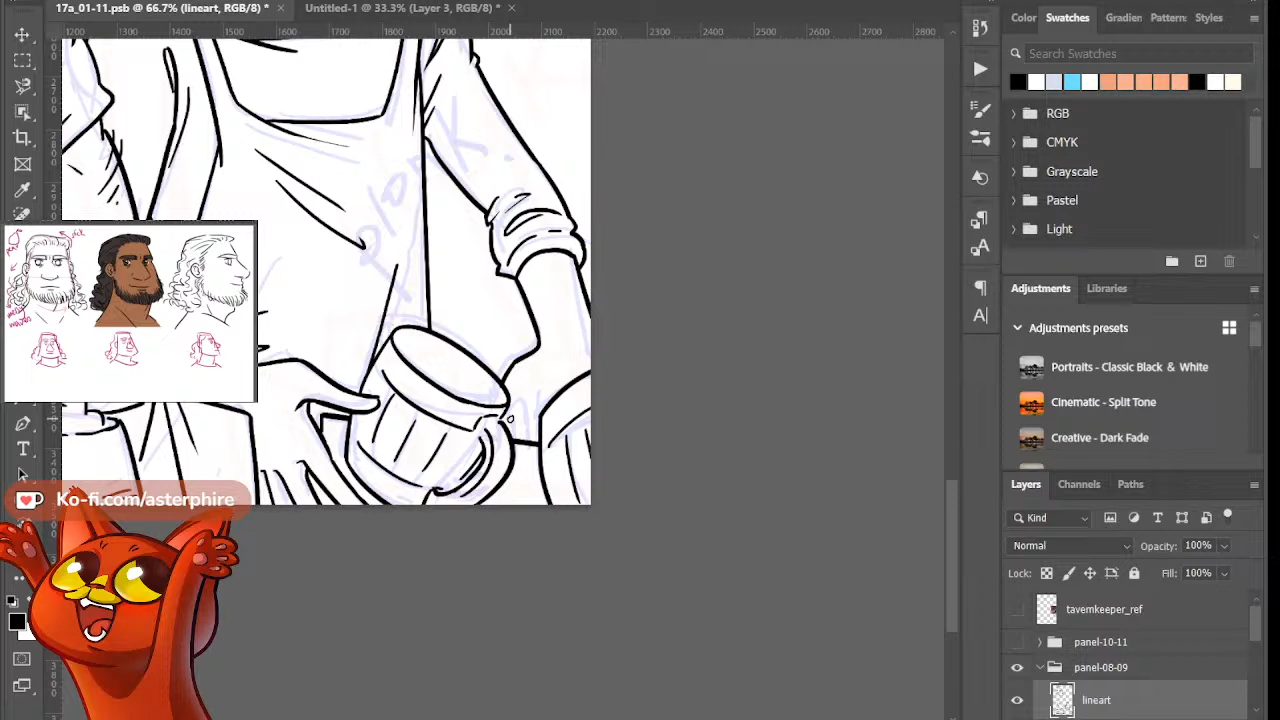 17a_01-11.psb @ 66.7% (lineart, RGB/8) *
Untitled-1 @ 33.3% (Layer 3, RGB/8) *
1200 1300 1400 1500 1600 1700 1800 1900 2000 2100 2200 2300 2400 2500 2600 2700 2800
Color Swatches Gradien Pattern: Styles
Search Swatches
RGB
CMYK
Grayscale
Pastel
Light
Adjustments Libraries
Adjustments presets
Portraits - Classic Black & White
Cinematic - Split Tone
Creative - Dark Fade
Layers Channels Paths
Kind
Normal Opacity: 100%
Lock: Fill: 100%
tavernkeeper_ref
panel-10-11
panel-08-09
lineart
plonk.
Ko-fi.com/asterphire